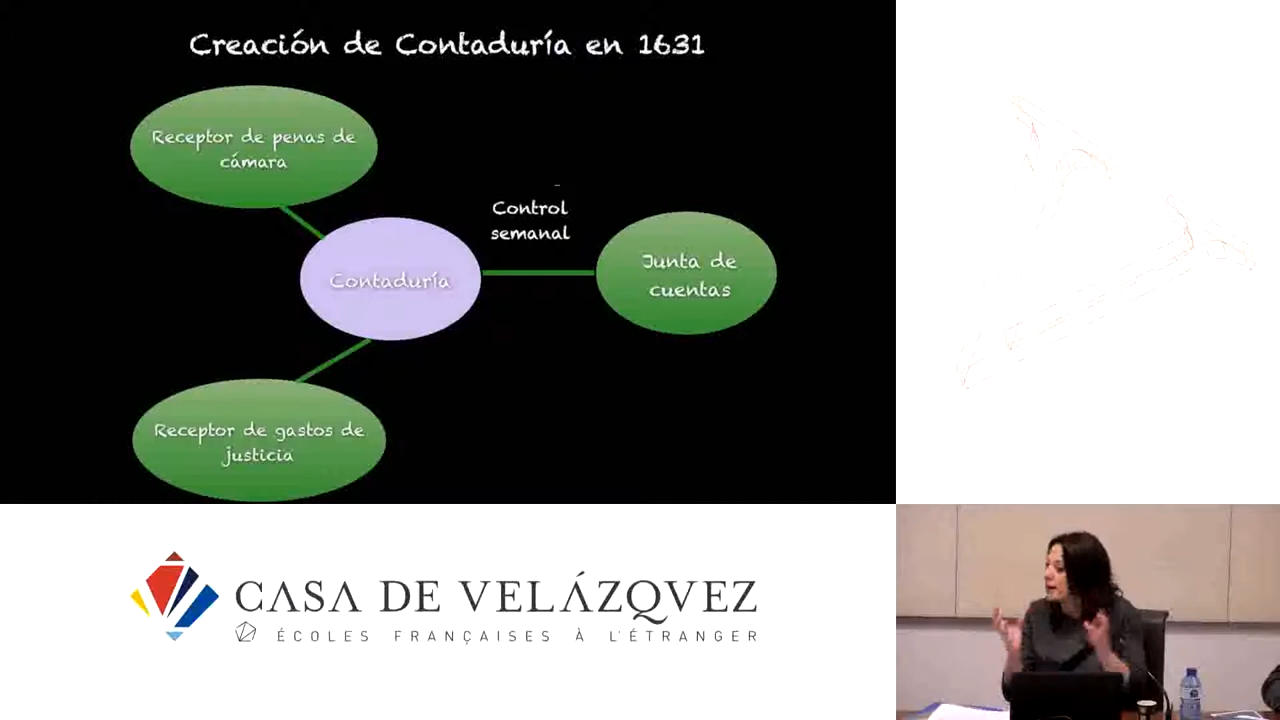 Creación de Contaduría en 1631
Receptor de penas de
cámara
Control
semanal
Contaduría
Junta de
cuentas
Receptor de gastos de
justicia
CASA DE VELÁZQVEZ
ÉCOLES FRANÇAISES À L'ÉTRANGER